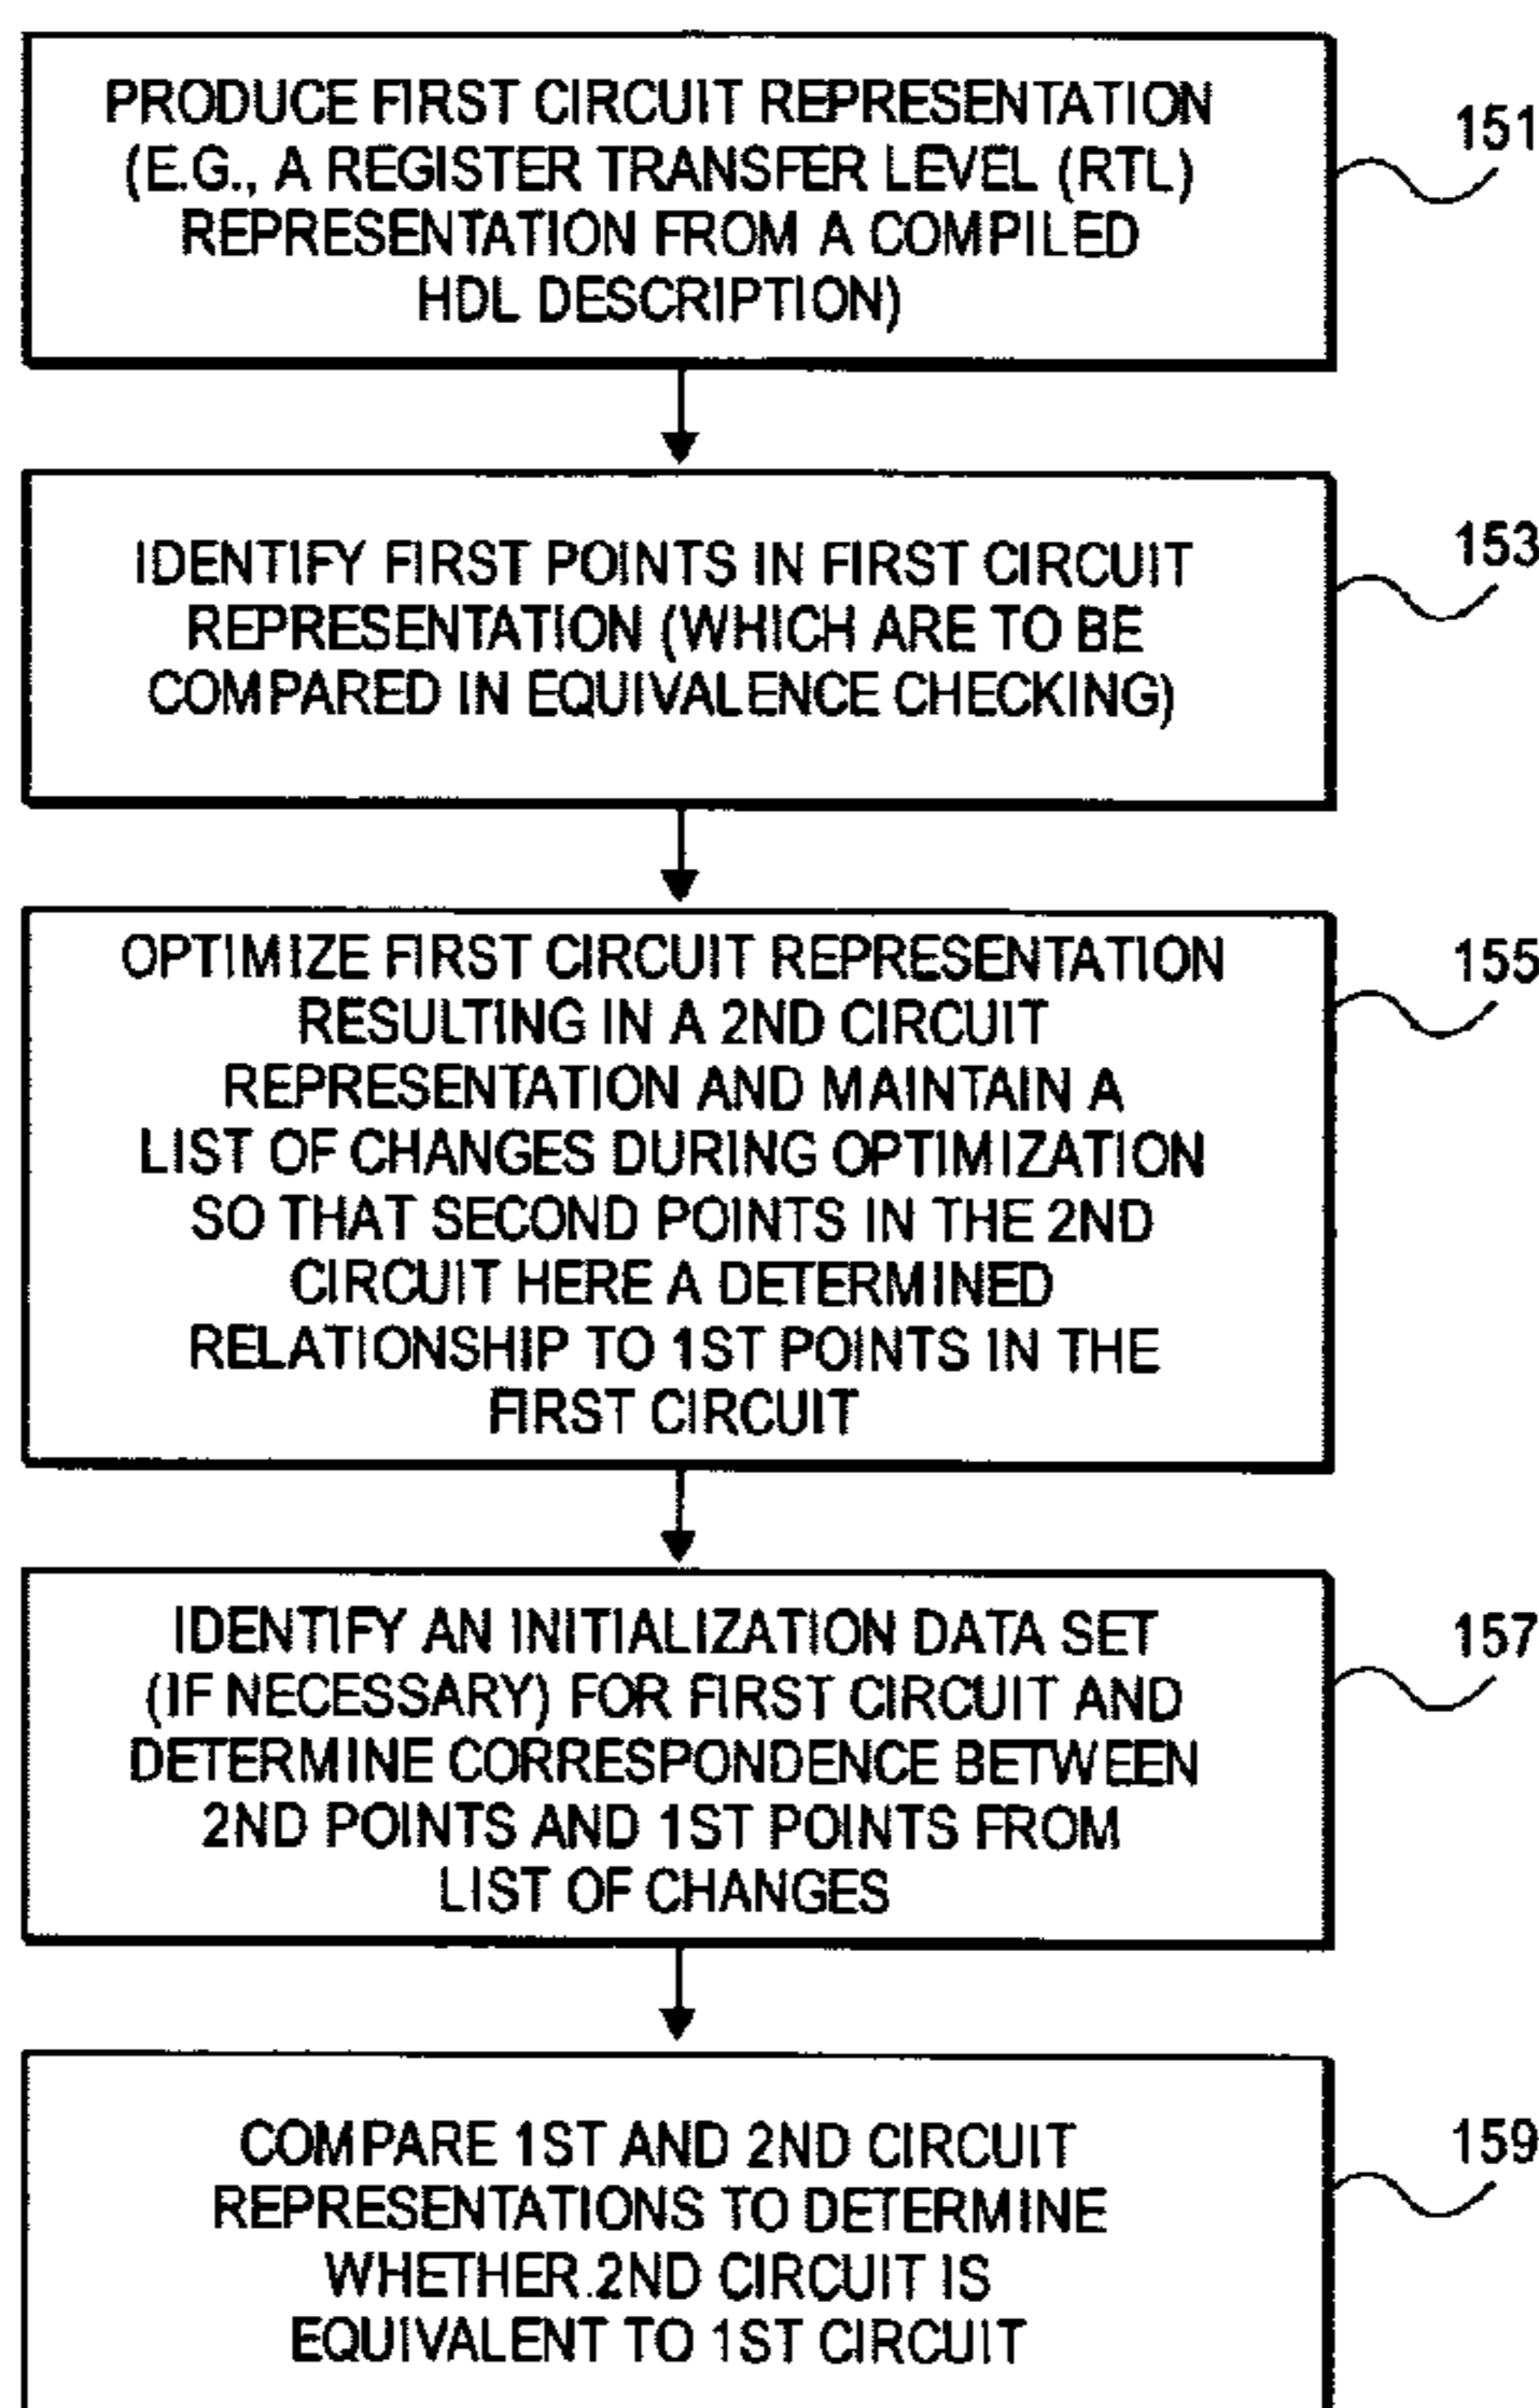 PRODUCE FIRST CIRCUIT REPRESENTATION
(E.G., A REGISTER TRANSFER LEVEL (RTL)
REPRESENTATION FROM A COMPILED
HDL DESCRIPTION)
151
IDENTIFY FIRST POINTS IN FIRST CIRCUIT
REPRESENTATION (WHICH ARE TO BE
COMPARED IN EQUIVALENCE CHECKING)
153
OPTIMIZE FIRST CIRCUIT REPRESENTATION
RESULTING IN A 2ND CIRCUIT
REPRESENTATION AND MAINTAIN A
LIST OF CHANGES DURING OPTIMIZATION
SO THAT SECOND POINTS IN THE 2ND
CIRCUIT HERE A DETERMINED
RELATIONSHIP TO 1ST POINTS IN THE
FIRST CIRCUIT
155
IDENTIFY AN INITIALIZATION DATA SET
(IF NECESSARY) FOR FIRST CIRCUIT AND
DETERMINE CORRESPONDENCE BETWEEN
2ND POINTS AND 1ST POINTS FROM
LIST OF CHANGES
157
COMPARE 1ST AND 2ND CIRCUIT
REPRESENTATIONS TO DETERMINE
WHETHER.2ND CIRCUIT IS
EQUIVALENT TO 1ST CIRCUIT
159